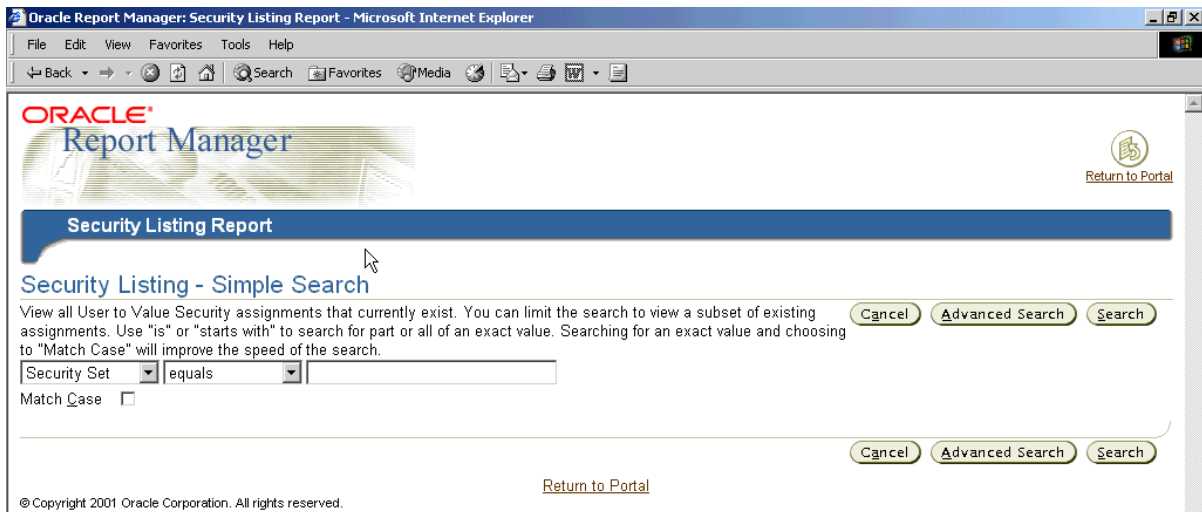 Oracle Report Manager: Security Listing Report - Microsoft Internet Explorer
File Edit View Favorites Tools Help
Back Search Favorites Media
ORACLE®
Report Manager
Return to Portal
Security Listing Report
Security Listing - Simple Search
View all User to Value Security assignments that currently exist. You can limit the search to view a subset of existing
assignments. Use "is" or "starts with" to search for part or all of an exact value. Searching for an exact value and choosing
to "Match Case" will improve the speed of the search.
Cancel Advanced Search Search
Security Set equals
Match Case
Cancel Advanced Search Search
Return to Portal
© Copyright 2001 Oracle Corporation. All rights reserved.